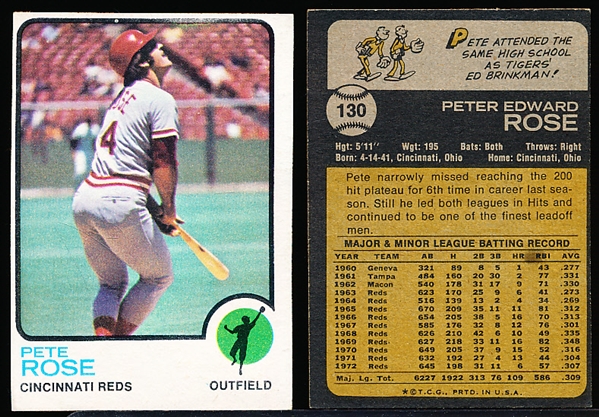 ROSE
4
PETE
ROSE
CINCINNATI REDS
OUTFIELD
PETE ATTENDED THE
SAME HIGH SCHOOL
AS TIGERS'
ED BRINKMAN!
130
PETER EDWARD
ROSE
Hgt: 5'11" Wgt: 195 Bats: Both Throws: Right
Born: 4-14-41, Cincinnati, Ohio Home: Cincinnati, Ohio
Pete narrowly missed reaching the 200
hit plateau for 6th time in career last sea-
son. Still he led both leagues in Hits and
continued to be one of the finest leadoff
men.
MAJOR & MINOR LEAGUE BATTING RECORD
YEAR TEAM AB H 2B 3B HR RBI AVG
1960 Geneva 321 89 8 5 1 43 .277
1961 Tampa 484 160 20 30 2 77 .331
1962 Macon 540 178 31 17 9 71 .330
1963 Reds 623 170 25 9 6 41 .273
1964 Reds 516 139 13 2 4 34 .269
1965 Reds 670 209 35 11 11 81 .312
1966 Reds 654 205 38 5 16 70 .313
1967 Reds 585 176 32 8 12 76 .301
1968 Reds 626 210 42 6 10 49 .335
1969 Reds 627 218 33 11 16 82 .348
1970 Reds 649 205 37 9 15 52 .316
1971 Reds 632 192 27 4 13 44 .304
1972 Reds 645 198 31 11 6 57 .307
Maj. Lg. Tot. 6227 1922 313 76 109 586 .309
*©T.C.G., PRTD. IN U.S.A.